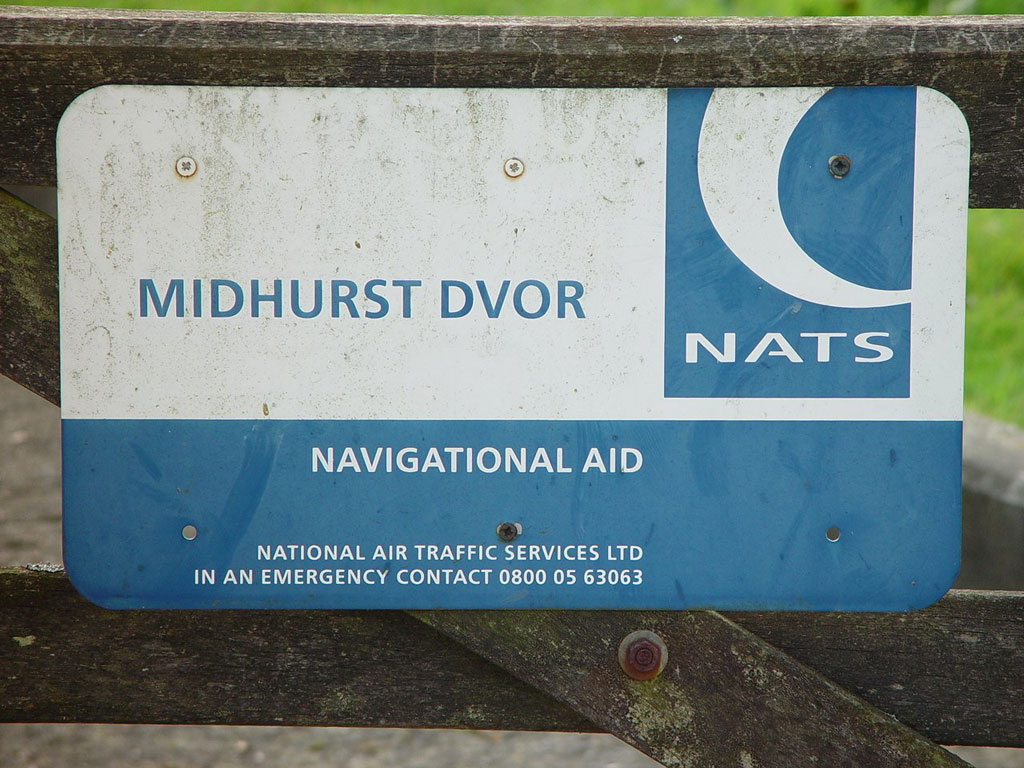 MIDHURST DVOR
NATS
NAVIGATIONAL AID
NATIONAL AIR TRAFFIC SERVICES LTD
IN AN EMERGENCY CONTACT 0800 05 63063